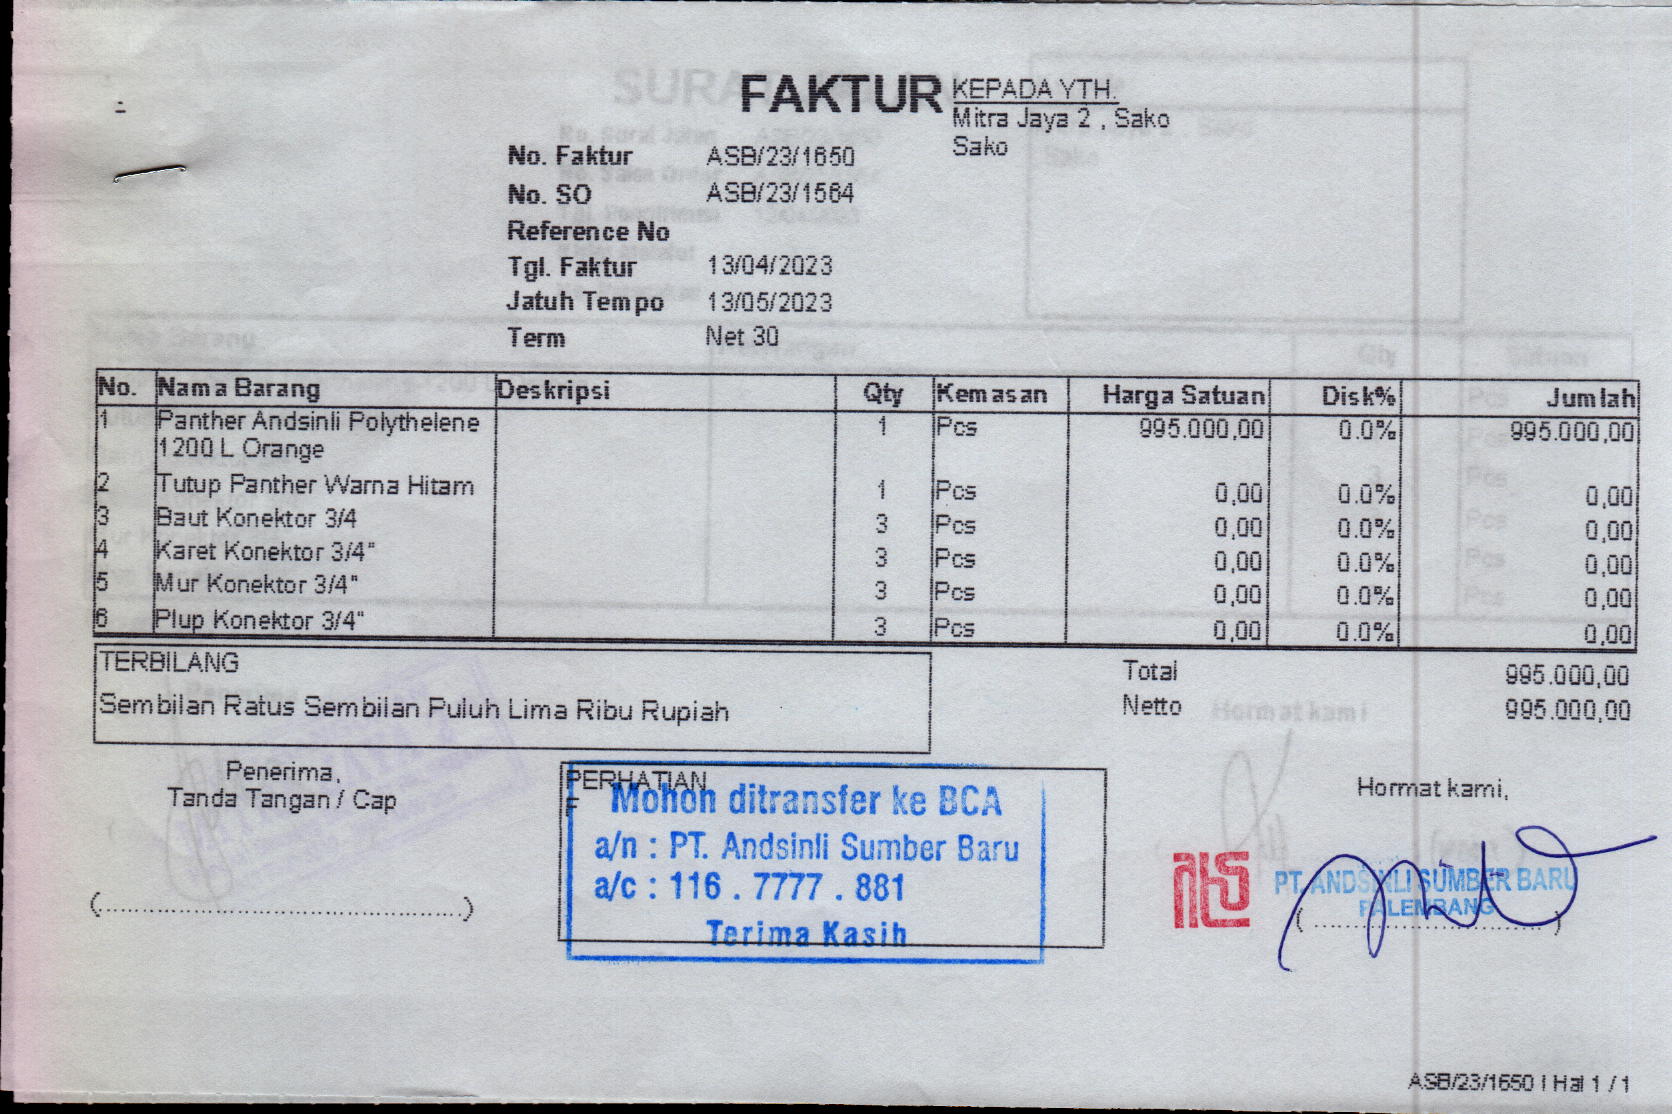 FAKTUR
KEPADA YTH.
Mitra Jaya 2 , Sako
Sako
No. Faktur ASB/23/1650
No. SO ASB/23/1564
Reference No
Tgl. Faktur 13/04/2023
Jatuh Tempo 13/05/2023
Term Net 30
No. Nama Barang Deskripsi Qty Kemasan Harga Satuan Disk% Jumlah
1 Panther Andsinli Polythelene 1 Pcs 995.000,00 0.0% 995.000,00
1200 L Orange
2 Tutup Panther Warna Hitam 1 Pcs 0,00 0.0% 0,00
3 Baut Konektor 3/4 3 Pcs 0,00 0.0% 0,00
4 Karet Konektor 3/4" 3 Pcs 0,00 0.0% 0,00
5 Mur Konektor 3/4" 3 Pcs 0,00 0.0% 0,00
6 Plup Konektor 3/4" 3 Pcs 0,00 0.0% 0,00
TERBILANG
Sembilan Ratus Sembilan Puluh Lima Ribu Rupiah
Total 995.000,00
Netto 995.000,00
Penerima,
Tanda Tangan / Cap
(..........................................)
PERHATIAN
F
Mohon ditransfer ke BCA
a/n : PT. Andsinli Sumber Baru
a/c : 116 . 7777 . 881
Terima Kasih
Hormat kami,
PT. ANDSINLI SUMBER BARU
PALEMBANG
(..............................)
ASB/23/1650 | Hal 1 / 1